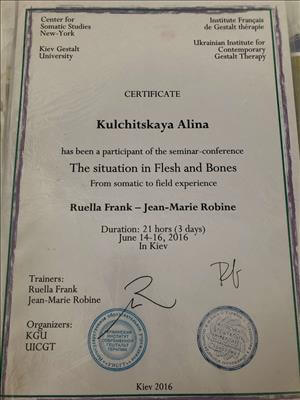 Center for
Somatic Studies
New-York
Kiev Gestalt
University
Institute Français
de Gestalt thérapie
Ukrainian Institute for
Contemporary
Gestalt Therapy
CERTIFICATE
Kulchitskaya Alina
has been a participant of the seminar-conference
The situation in Flesh and Bones
From somatic to field experience
Ruella Frank – Jean-Marie Robine
Duration: 21 hors (3 days)
June 14-16, 2016
In Kiev
Trainers:
Ruella Frank
Jean-Marie Robine
Organizers:
KGU
UICGT
Kiev 2016